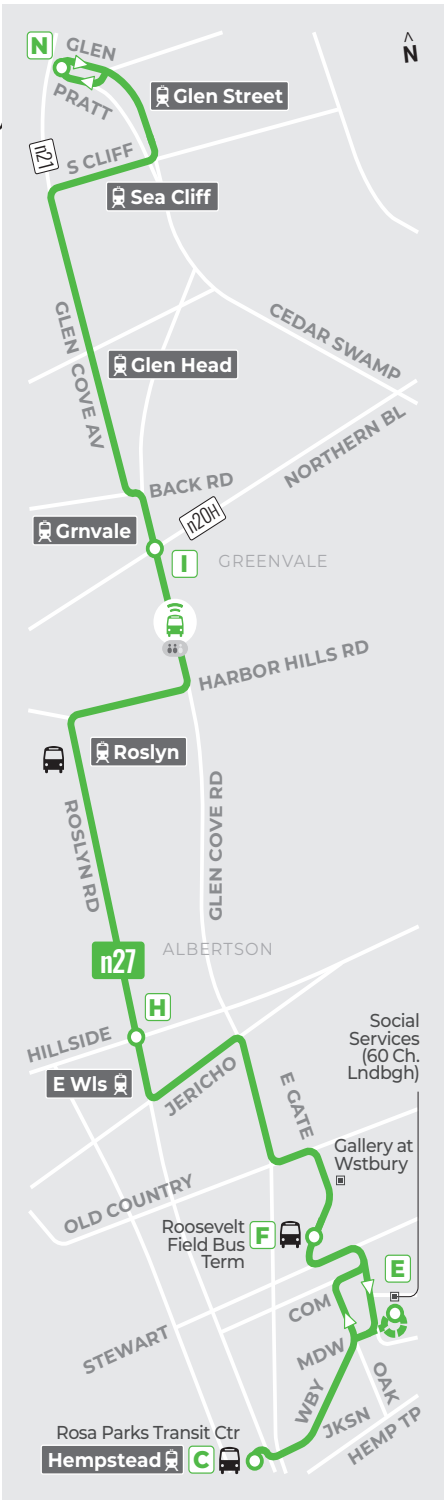 N
GLEN
N
PRATT
Glen Street
n21
S CLIFF
Sea Cliff
GLEN COVE AV
CEDAR SWAMP
Glen Head
NORTHERN BL
BACK RD
n20H
Grnvale
I
GREENVALE
HARBOR HILLS RD
Roslyn
ROSLYN RD
GLEN COVE RD
n27
ALBERTSON
H
HILLSIDE
Social
Services
(60 Ch.
Lndbgh)
E Wls
JERICHO
E GATE
Gallery at
Wstbury
OLD COUNTRY
Roosevelt
Field Bus
Term
F
E
COM
STEWART
MDW
OAK
WBY
JKSN
HEMP TP
Rosa Parks Transit Ctr
Hempstead
C